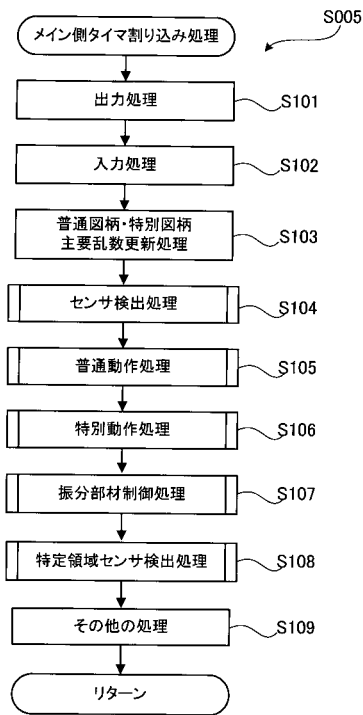 メイン側タイマ割り込み処理
S005
出力処理
S101
入力処理
S102
普通図柄・特別図柄
主要乱数更新処理
S103
センサ検出処理
S104
普通動作処理
S105
特別動作処理
S106
振分部材制御処理
S107
特定領域センサ検出処理
S108
その他の処理
S109
リターン